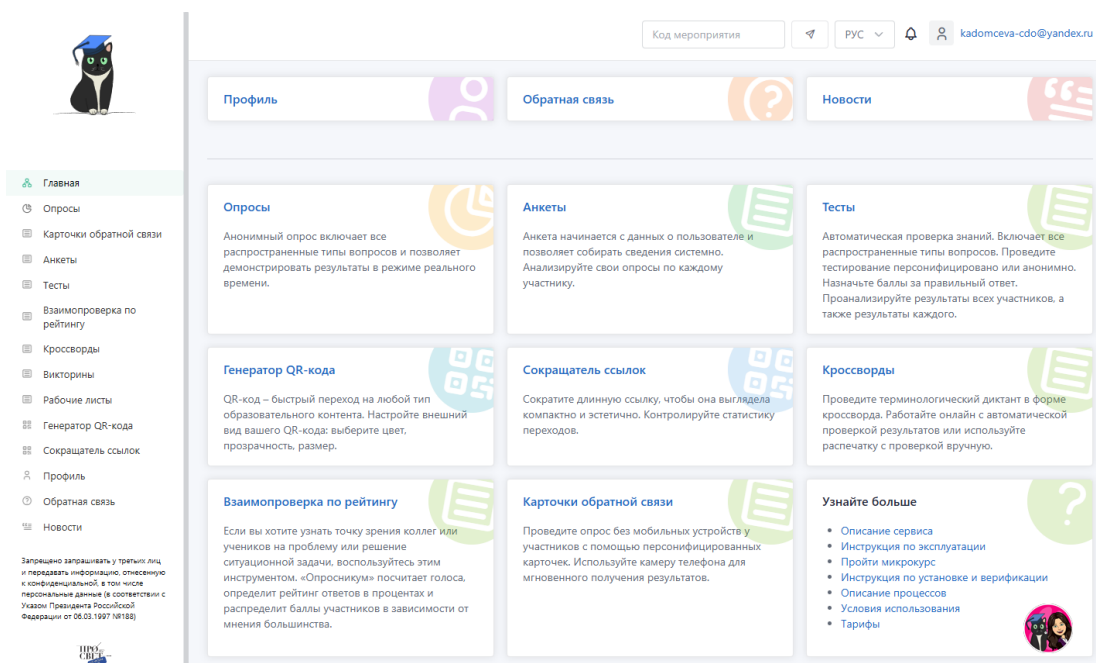 Код мероприятия
РУС
kadomceva-cdo@yandex.ru
Главная
Опросы
Карточки обратной связи
Анкеты
Тесты
Взаимопроверка по
рейтингу
Кроссворды
Викторины
Рабочие листы
Генератор QR-кода
Сокращатель ссылок
Профиль
Обратная связь
Новости
Запрещено запрашивать у третьих лиц
и передавать информацию, отнесенную
к конфиденциальной, в том числе
персональные данные (в соответствии с
Указом Президента Российской
Федерации от 06.03.1997 №188)
ПРО
СВЕТ
Профиль
Обратная связь
Новости
Опросы
Анонимный опрос включает все
распространенные типы вопросов и позволяет
демонстрировать результаты в режиме реального
времени.
Анкеты
Анкета начинается с данных о пользователе и
позволяет собирать сведения системно.
Анализируйте свои опросы по каждому
участнику.
Тесты
Автоматическая проверка знаний. Включает все
распространенные типы вопросов. Проведите
тестирование персонифицировано или анонимно.
Назначьте баллы за правильный ответ.
Проанализируйте результаты всех участников, а
также результаты каждого.
Генератор QR-кода
QR-код – быстрый переход на любой тип
образовательного контента. Настройте внешний
вид вашего QR-кода: выберите цвет,
прозрачность, размер.
Сокращатель ссылок
Сократите длинную ссылку, чтобы она выглядела
компактно и эстетично. Контролируйте статистику
переходов.
Кроссворды
Проведите терминологический диктант в форме
кроссворда. Работайте онлайн с автоматической
проверкой результатов или используйте
распечатку с проверкой вручную.
Взаимопроверка по рейтингу
Если вы хотите узнать точку зрения коллег или
учеников на проблему или решение
ситуационной задачи, воспользуйтесь этим
инструментом. «Опросникум» посчитает голоса,
определит рейтинг ответов в процентах и
распределит баллы участников в зависимости от
мнения большинства.
Карточки обратной связи
Проведите опрос без мобильных устройств у
участников с помощью персонифицированных
карточек. Используйте камеру телефона для
мгновенного получения результатов.
Узнайте больше
Описание сервиса
Инструкция по эксплуатации
Пройти микрокурс
Инструкция по установке и верификации
Описание процессов
Условия использования
Тарифы